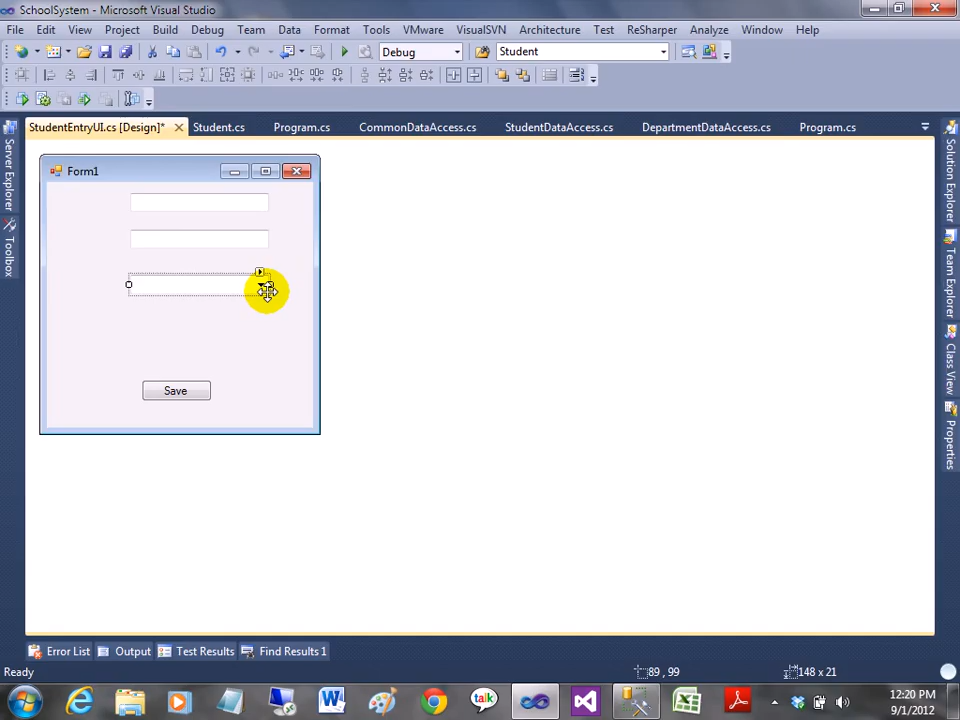 SchoolSystem - Microsoft Visual Studio
File Edit View Project Build Debug Team Data Format Tools VMware VisualSVN Architecture Test ReSharper Analyze Window Help
Debug Student
StudentEntryUI.cs [Design]* Student.cs Program.cs CommonDataAccess.cs StudentDataAccess.cs DepartmentDataAccess.cs Program.cs
Server Explorer
Toolbox
Form1
Save
Solution Explorer
Team Explorer
Class View
Properties
Error List Output Test Results Find Results 1
Ready 89 , 99 148 x 21
talk
12:20 PM
9/1/2012